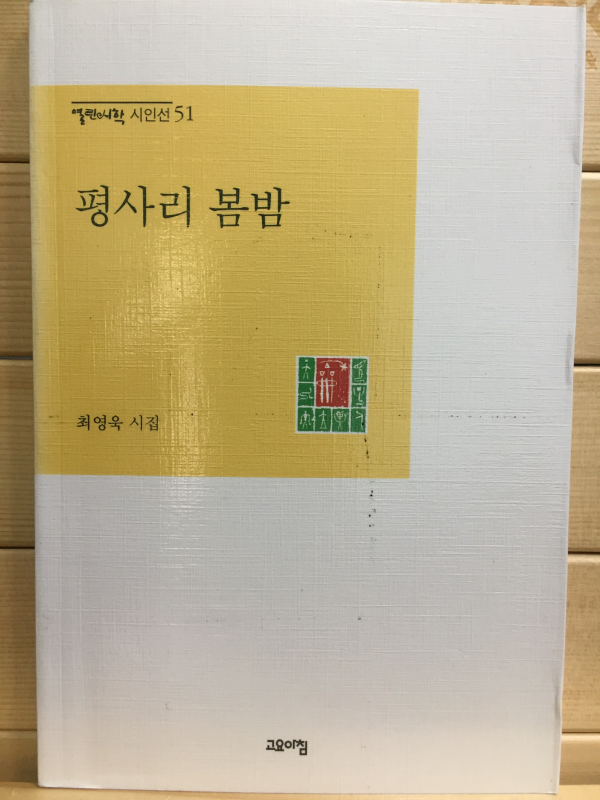 열린시학 시인선 51
평사리 봄밤
최영욱 시집
고요아침